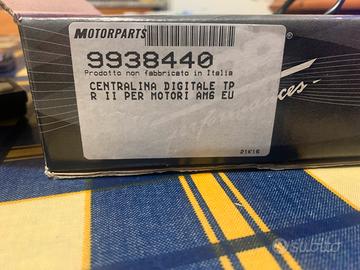 MOTORPARTS
9938440
Prodotto non fabbricato in Italia
CENTRALINA DIGITALE TP
R II PER MOTORI AM6 EU
21K16
®
subito